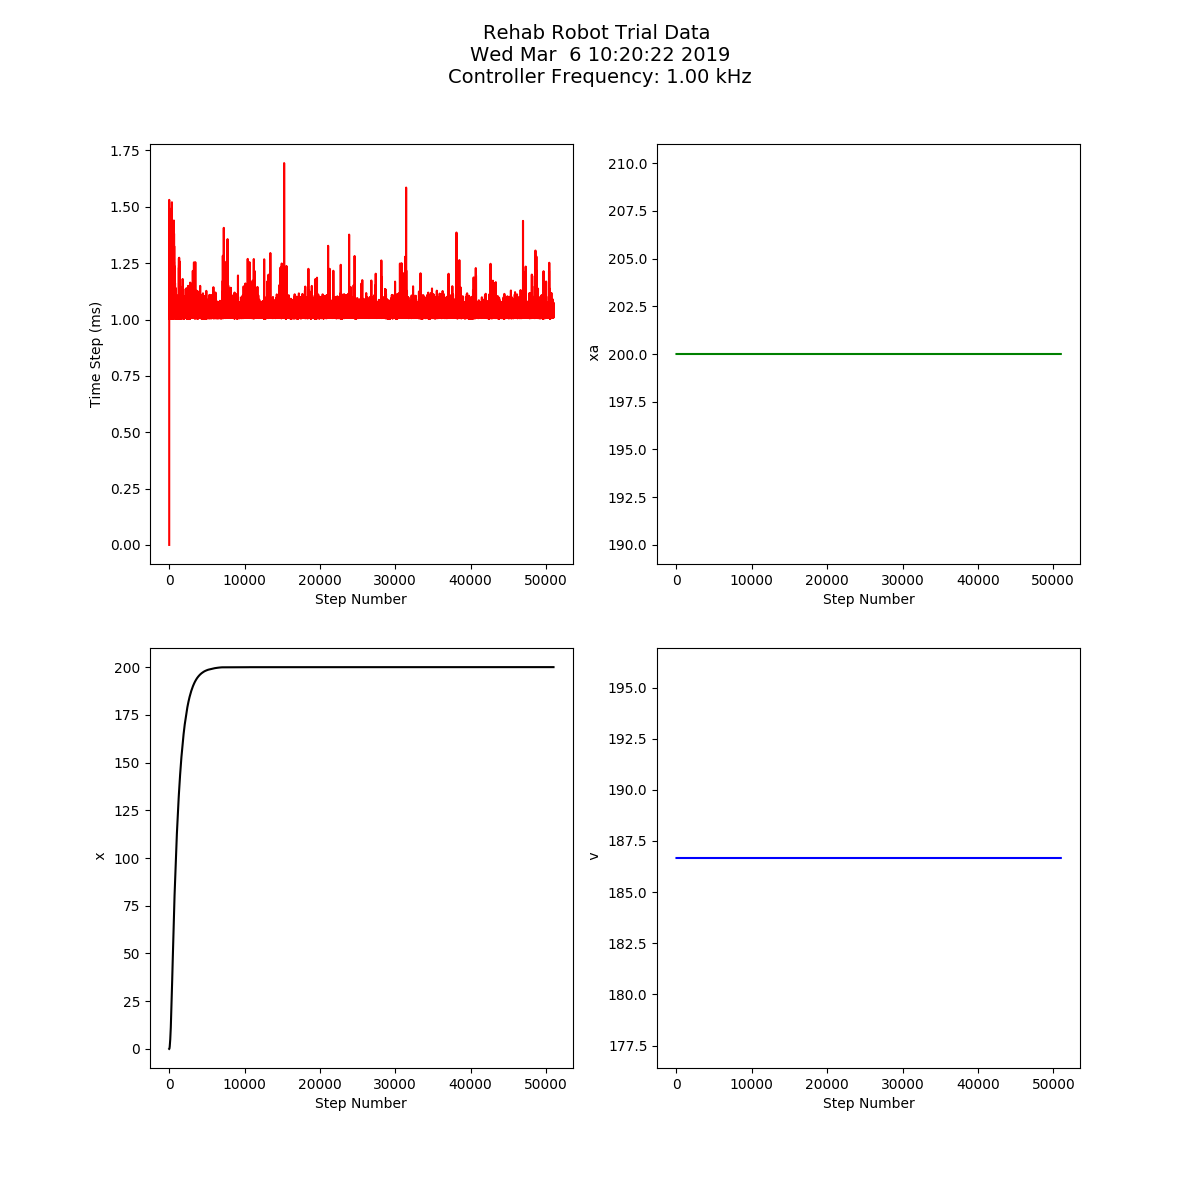 Rehab Robot Trial Data
Wed Mar  6 10:20:22 2019
Controller Frequency: 1.00 kHz
1.75
1.50
1.25
1.00
0.75
0.50
0.25
0.00
Time Step (ms)
0 10000 20000 30000 40000 50000
Step Number
210.0
207.5
205.0
202.5
200.0
197.5
195.0
192.5
190.0
xa
0 10000 20000 30000 40000 50000
Step Number
200
175
150
125
100
75
50
25
0
x
0 10000 20000 30000 40000 50000
Step Number
195.0
192.5
190.0
187.5
185.0
182.5
180.0
177.5
v
0 10000 20000 30000 40000 50000
Step Number